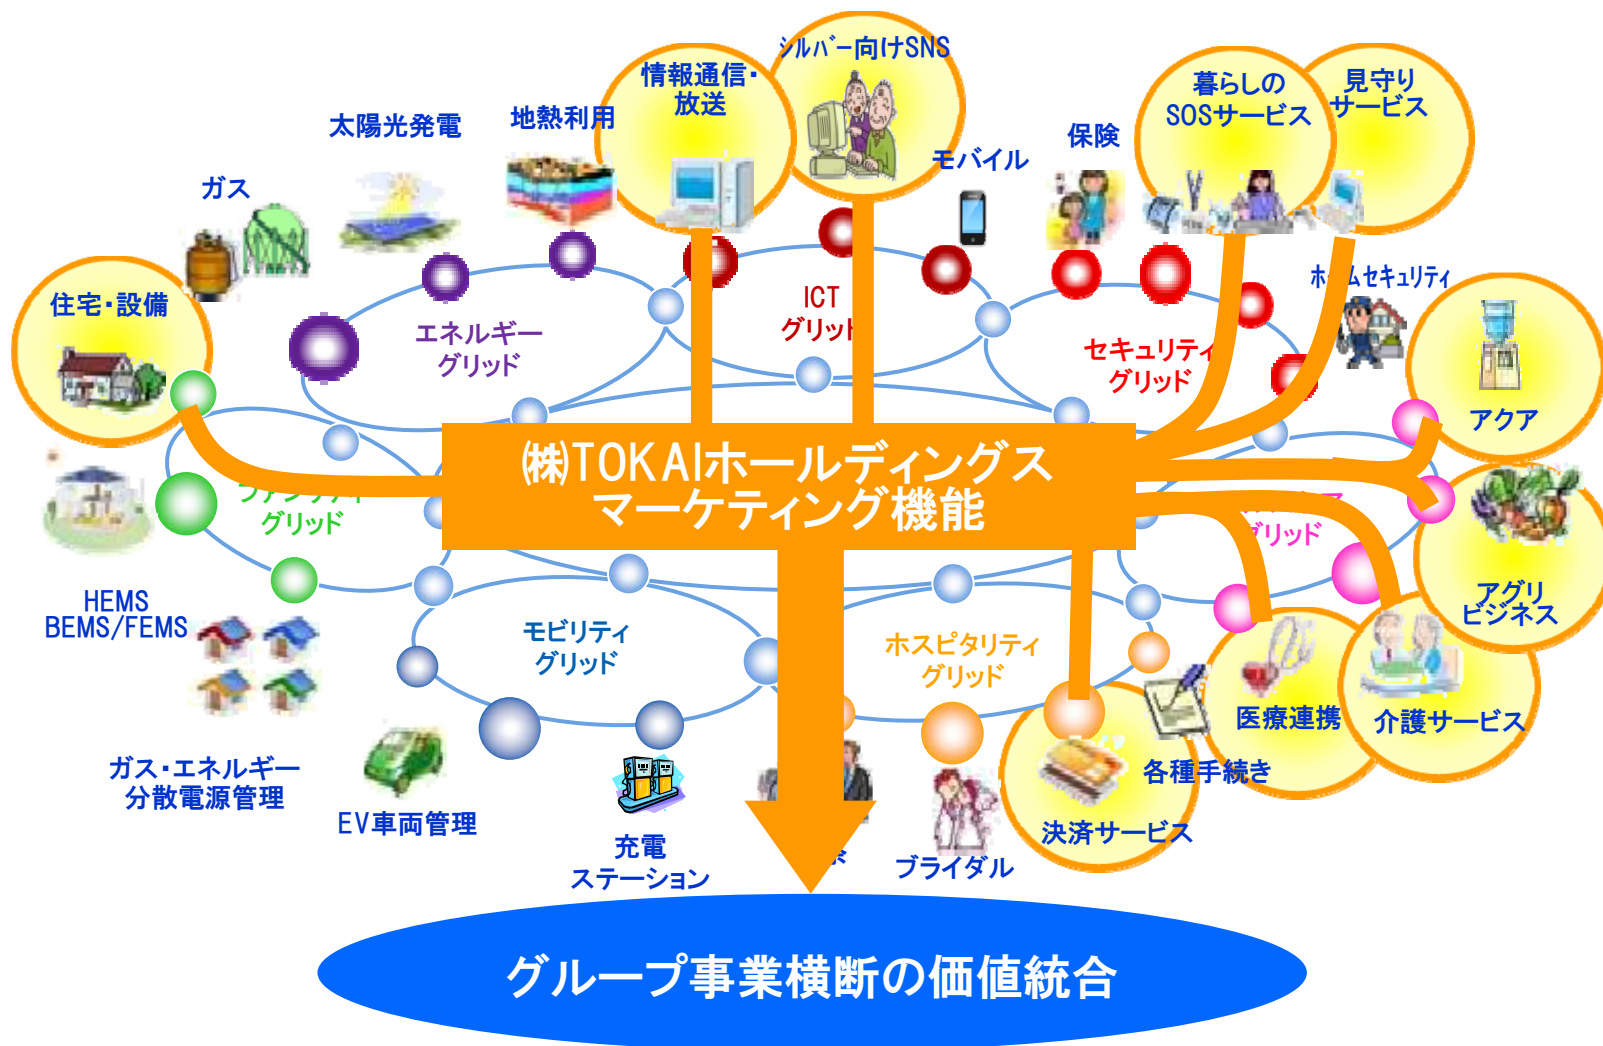 シルバー向けSNS
情報通信・
放送
暮らしの
SOSサービス
見守り
サービス
太陽光発電
地熱利用
モバイル
保険
ガス
住宅・設備
ホームセキュリティ
ICT
グリッド
エネルギー
グリッド
セキュリティ
グリッド
アクア
㈱TOKAIホールディングス
マーケティング機能
グリッド
グリッド
HEMS
BEMS/FEMS
アグリ
ビジネス
モビリティ
グリッド
ホスピタリティ
グリッド
医療連携
介護サービス
各種手続き
ガス・エネルギー
分散電源管理
EV車両管理
充電
ステーション
ブライダル
決済サービス
グループ事業横断の価値統合